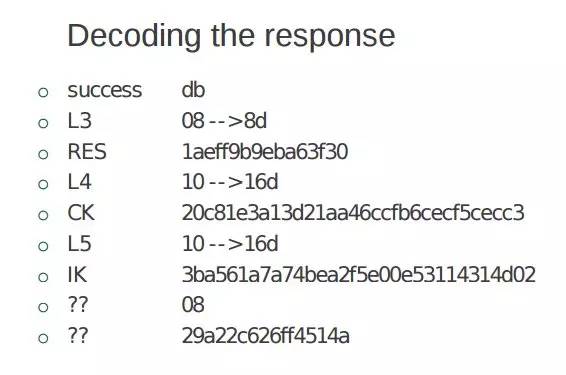 Decoding the response
success db
L3 08 -->8d
RES 1aeff9b9eba63f30
L4 10 -->16d
CK 20c81e3a13d21aa46ccfb6cecf5cecc3
L5 10 -->16d
IK 3ba561a7a74bea2f5e00e53114314d02
?? 08
?? 29a22c626ff4514a